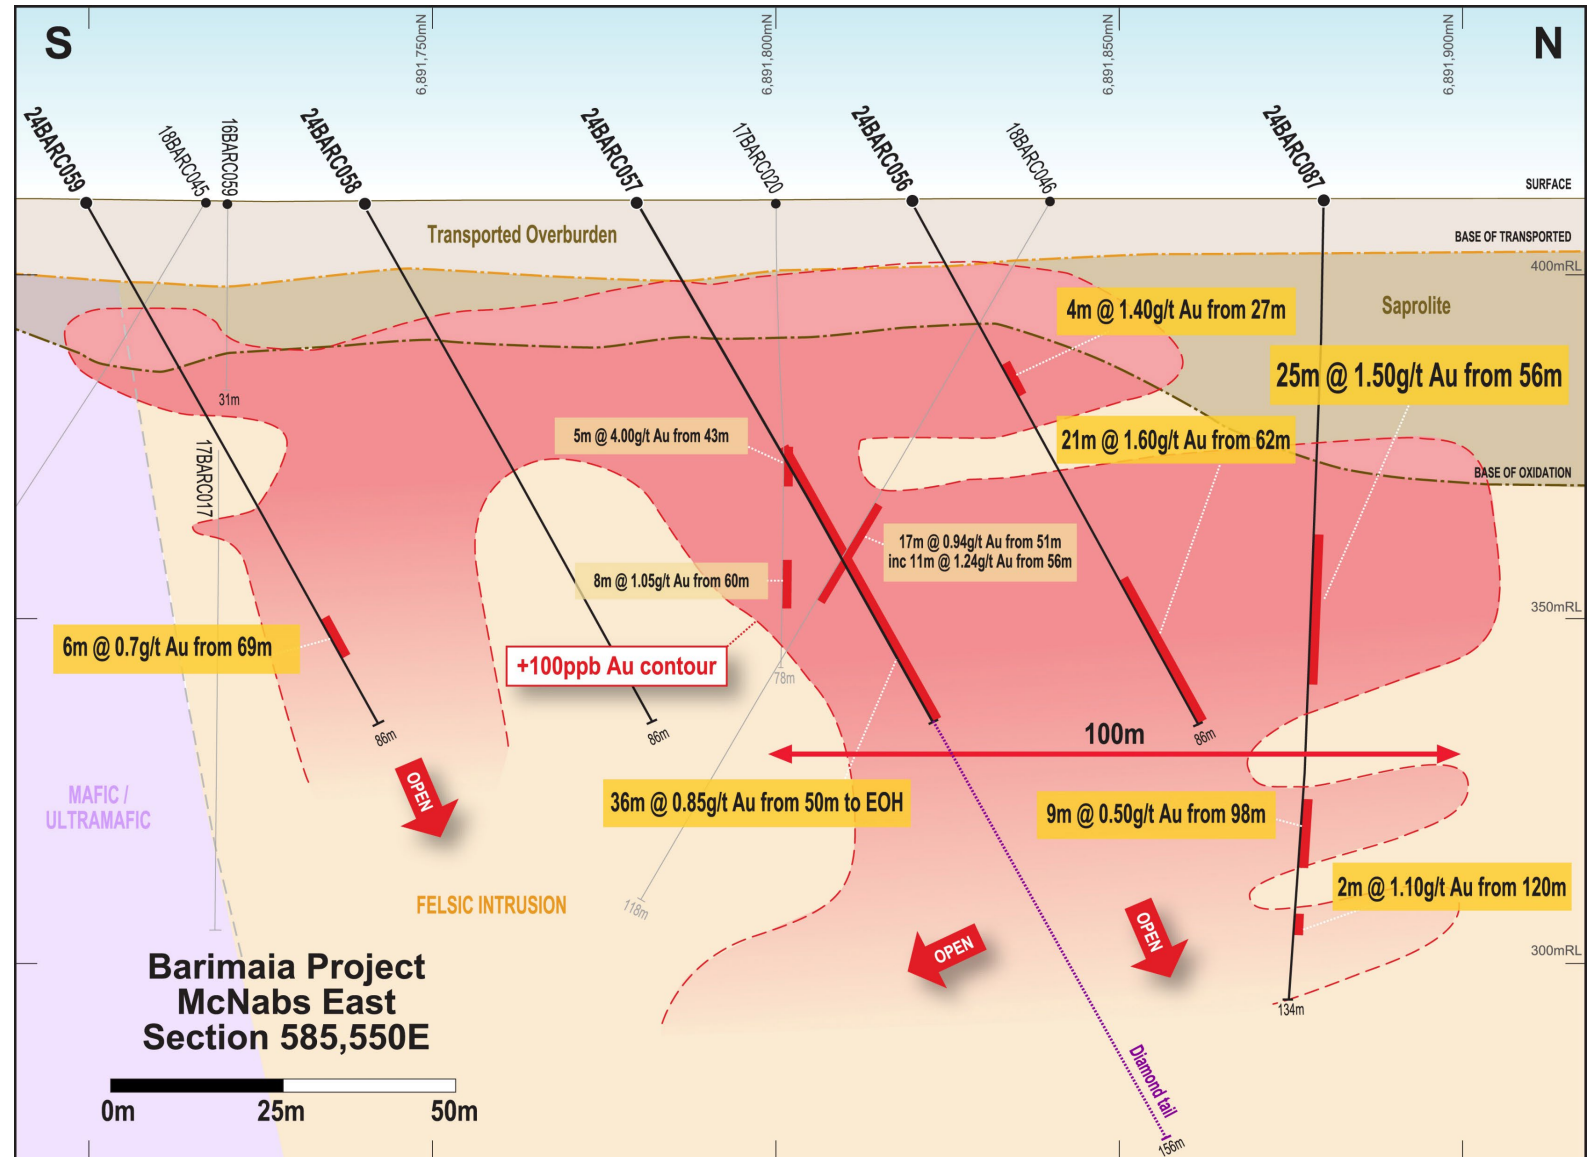 S
N
6,891,750mN
6,891,800mN
6,891,850mN
6,891,900mN
24BARC059
18BARC045
16BARC059
24BARC058
24BARC057
17BARC020
24BARC056
18BARC046
24BARC087
SURFACE
Transported Overburden
BASE OF TRANSPORTED
400mRL
Saprolite
4m @ 1.40g/t Au from 27m
25m @ 1.50g/t Au from 56m
31m
5m @ 4.00g/t Au from 43m
21m @ 1.60g/t Au from 62m
17BARC017
BASE OF OXIDATION
17m @ 0.94g/t Au from 51m
inc 11m @ 1.24g/t Au from 56m
8m @ 1.05g/t Au from 60m
350mRL
6m @ 0.7g/t Au from 69m
+100ppb Au contour
78m
86m
86m
86m
100m
OPEN
MAFIC /
ULTRAMAFIC
36m @ 0.85g/t Au from 50m to EOH
9m @ 0.50g/t Au from 98m
2m @ 1.10g/t Au from 120m
FELSIC INTRUSION
118m
OPEN
OPEN
300mRL
134m
Barimaia Project
McNabs East
Section 585,550E
Diamond tail
156m
0m
25m
50m